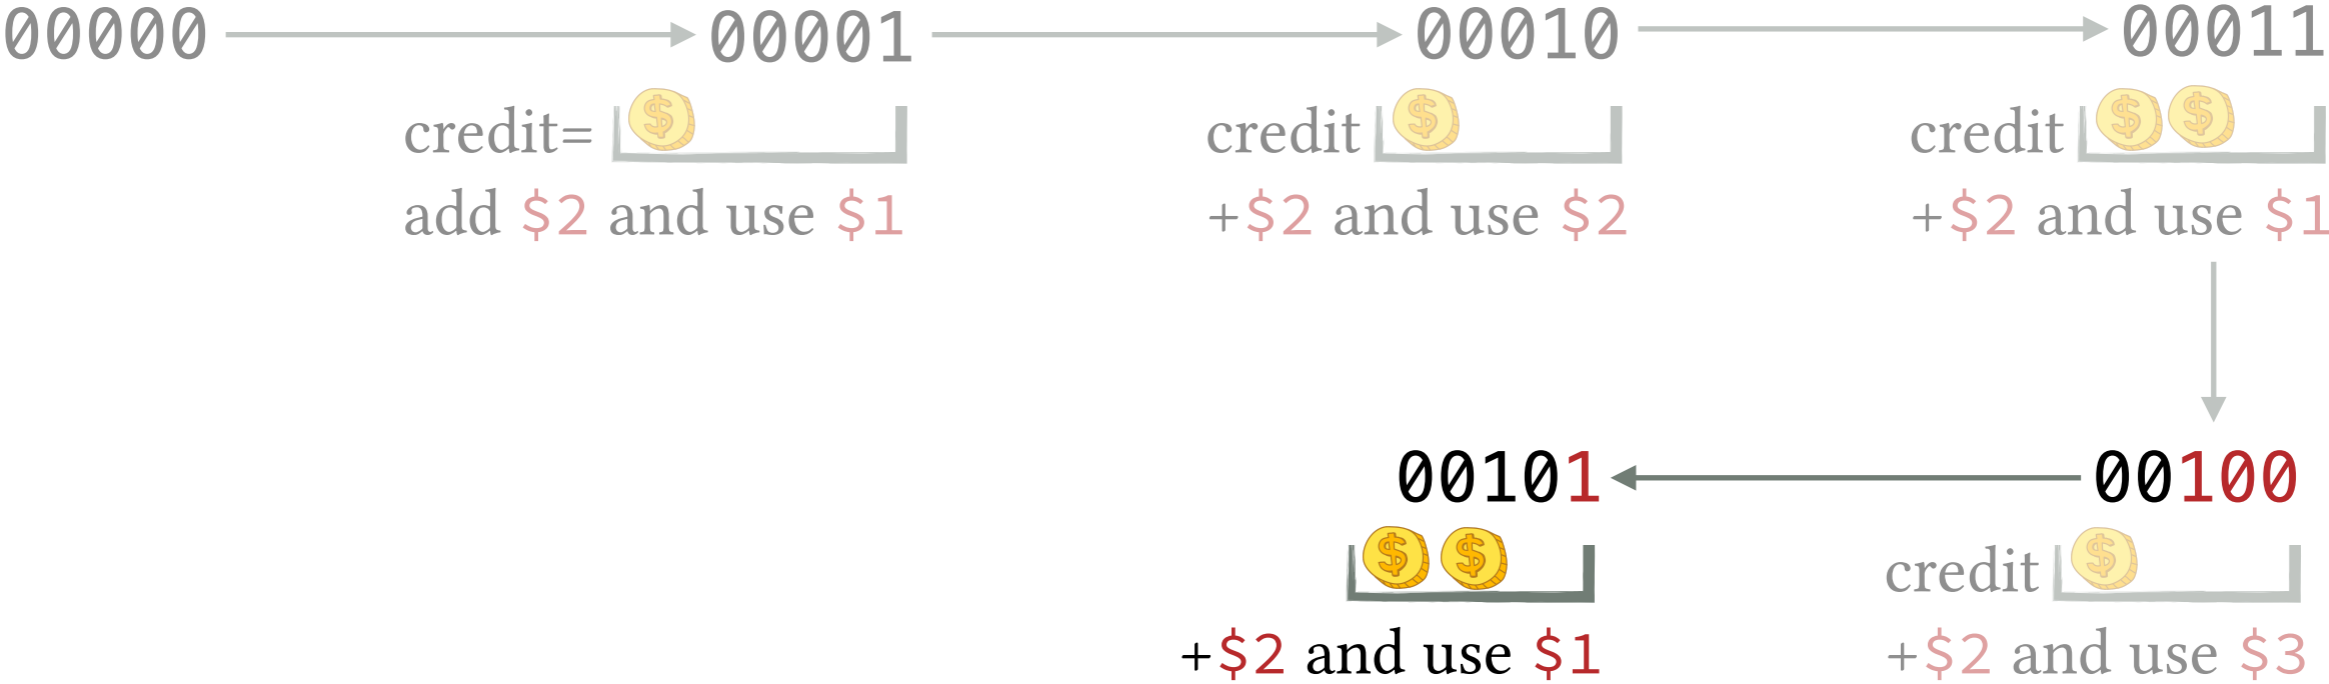 00000 00001 00010 00011
credit= $ credit $ credit $ $
add $2 and use $1 +$2 and use $2 +$2 and use $1
00101 00100
$ $ credit $
+$2 and use $1 +$2 and use $3